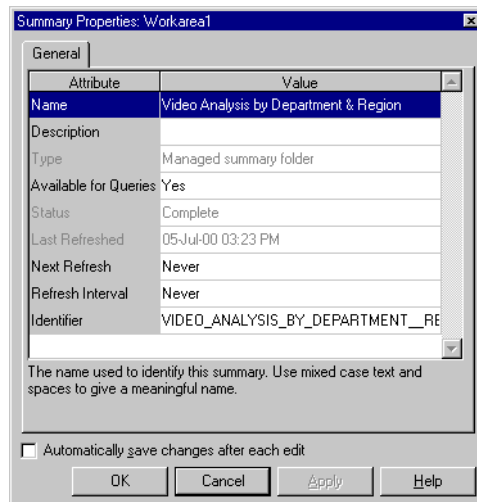 Summary Properties: Workarea1
General
Attribute Value
Name Video Analysis by Department & Region
Description
Type Managed summary folder
Available for Queries Yes
Status Complete
Last Refreshed 05-Jul-00 03:23 PM
Next Refresh Never
Refresh Interval Never
Identifier VIDEO_ANALYSIS_BY_DEPARTMENT__RE
The name used to identify this summary. Use mixed case text and
spaces to give a meaningful name.
Automatically save changes after each edit
OK Cancel Apply Help